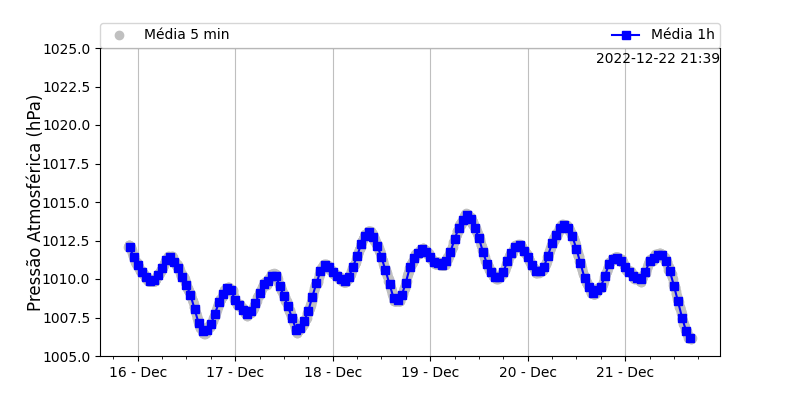 Média 5 min
Média 1h
2022-12-22 21:39
Pressão Atmosférica (hPa)
1025.0
1022.5
1020.0
1017.5
1015.0
1012.5
1010.0
1007.5
1005.0
16 - Dec
17 - Dec
18 - Dec
19 - Dec
20 - Dec
21 - Dec